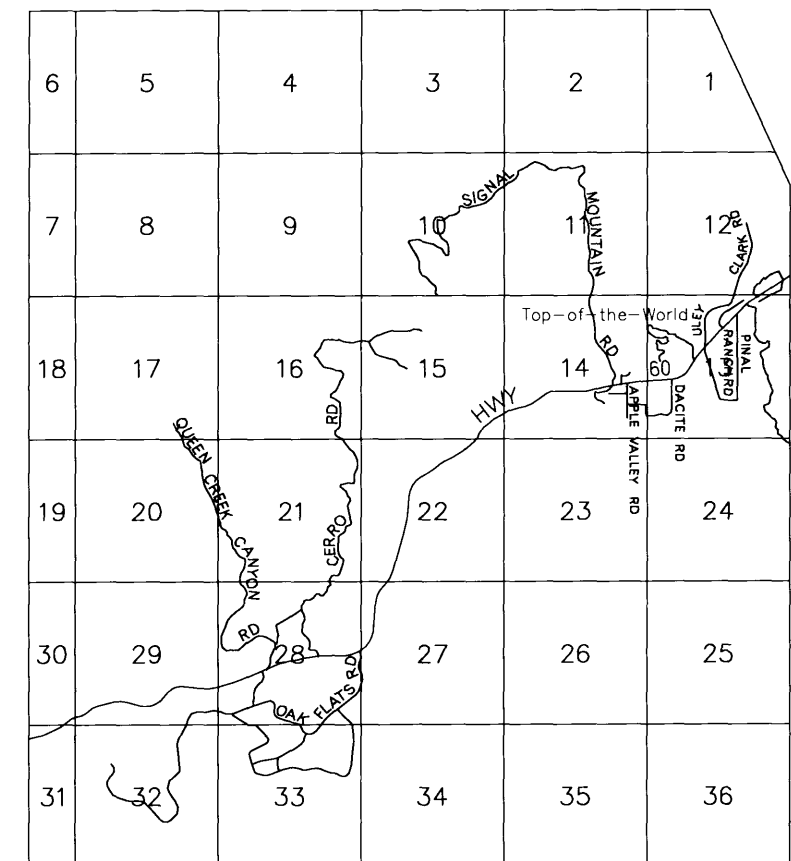 6 5 4 3 2 1
7 8 9 10 11 12
SIGNAL
MOUNTAIN
RD
CLARK RD
Top-of-the-World
ULEY
18 17 16 15 14
60
PINAL
RANCH RD
HWY
DACITE RD
APPLE VALLEY RD
RD
CERRO
QUEEN CREEK
CANYON
RD
19 20 21 22 23 24
30 29 28 27 26 25
OAK FLATS RD
31 32 33 34 35 36